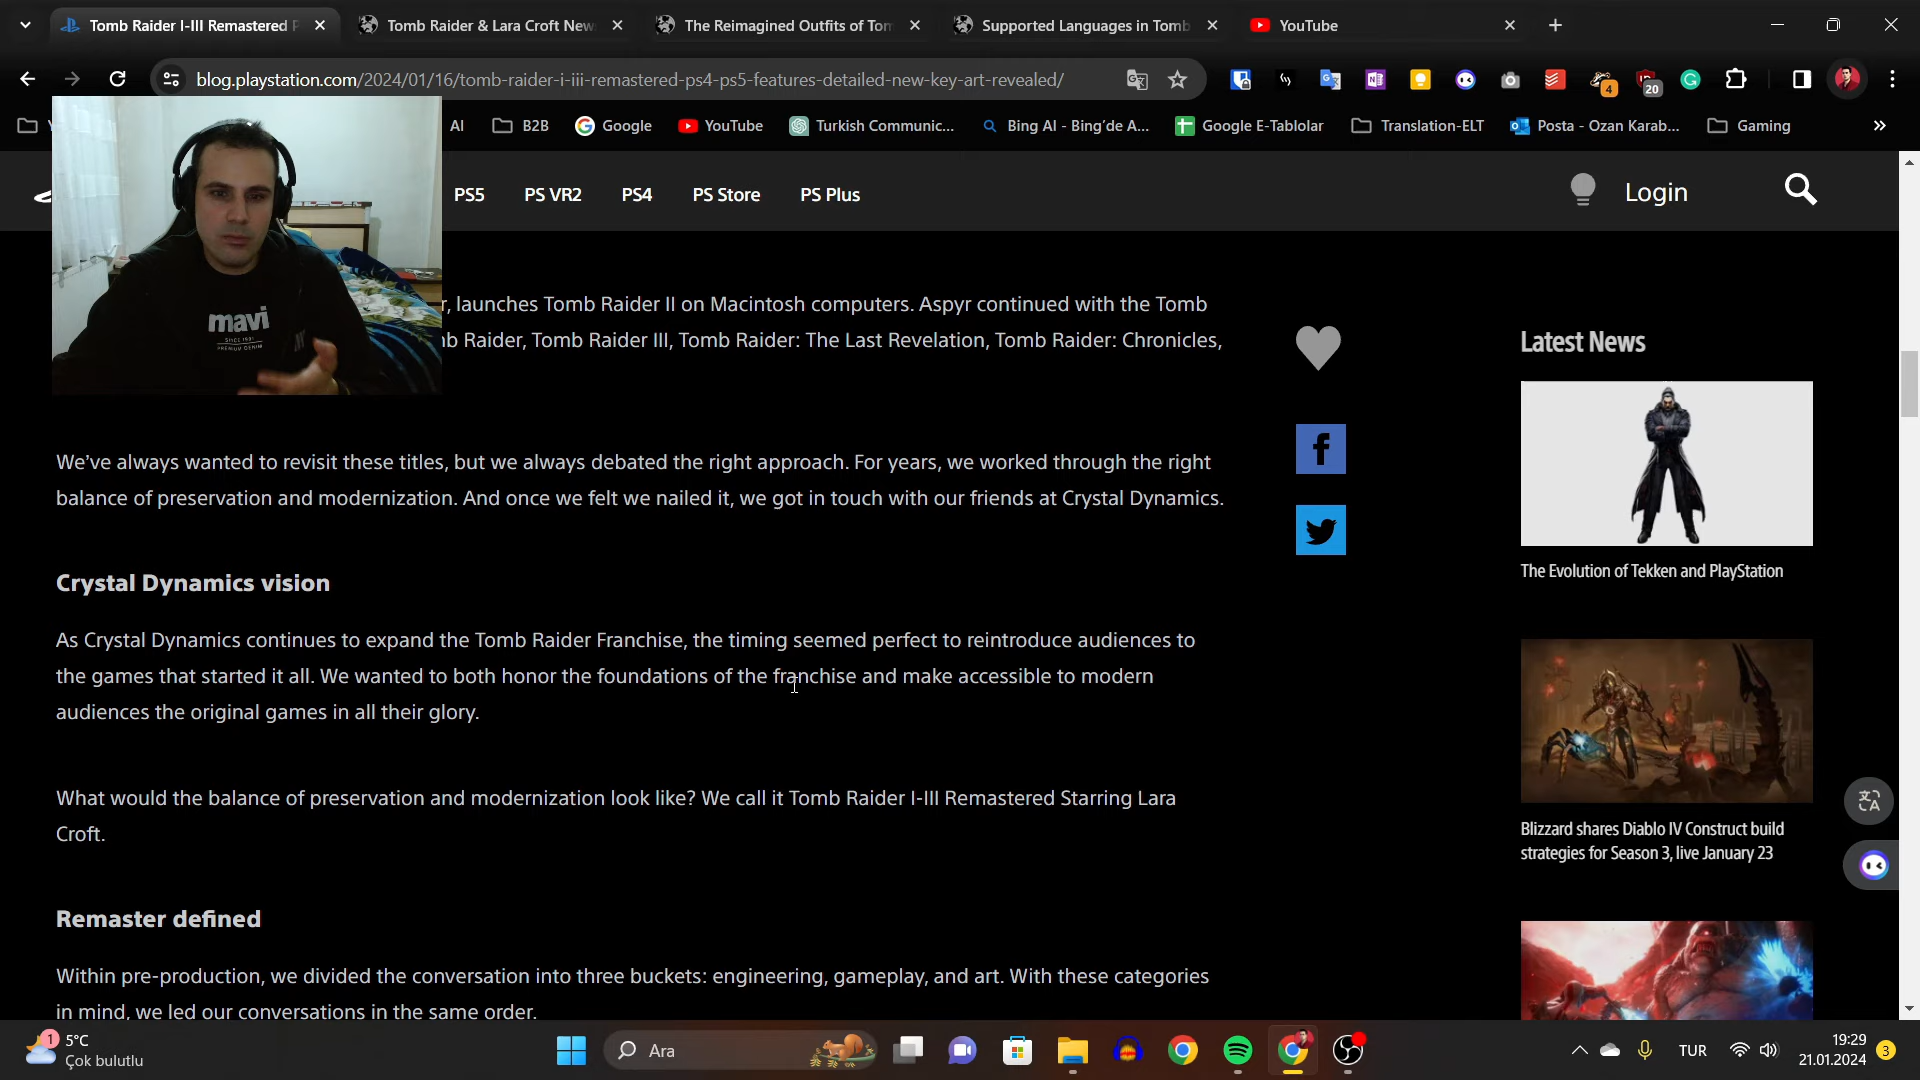 Tomb Raider I-III Remastered P
Tomb Raider & Lara Croft New
The Reimagined Outfits of Tom
Supported Languages in Tomb
YouTube
blog.playstation.com/2024/01/16/tomb-raider-i-iii-remastered-ps4-ps5-features-detailed-new-key-art-revealed/
4
20
AI
B2B
Google
YouTube
Turkish Communic...
Bing AI - Bing'de A...
Google E-Tablolar
Translation-ELT
Posta - Ozan Karab...
Gaming
PS5
PS VR2
PS4
PS Store
PS Plus
Login
mavi
SINCE 1991
PREMIUM DENIM
r, launches Tomb Raider II on Macintosh computers. Aspyr continued with the Tomb
b Raider, Tomb Raider III, Tomb Raider: The Last Revelation, Tomb Raider: Chronicles,
We've always wanted to revisit these titles, but we always debated the right approach. For years, we worked through the right
balance of preservation and modernization. And once we felt we nailed it, we got in touch with our friends at Crystal Dynamics.
Crystal Dynamics vision
As Crystal Dynamics continues to expand the Tomb Raider Franchise, the timing seemed perfect to reintroduce audiences to
the games that started it all. We wanted to both honor the foundations of the franchise and make accessible to modern
audiences the original games in all their glory.
What would the balance of preservation and modernization look like? We call it Tomb Raider I-III Remastered Starring Lara
Croft.
Remaster defined
Within pre-production, we divided the conversation into three buckets: engineering, gameplay, and art. With these categories
in mind, we led our conversations in the same order.
Latest News
The Evolution of Tekken and PlayStation
Blizzard shares Diablo IV Construct build
strategies for Season 3, live January 23
1
5°C
Çok bulutlu
Ara
TUR
19:29
21.01.2024
3